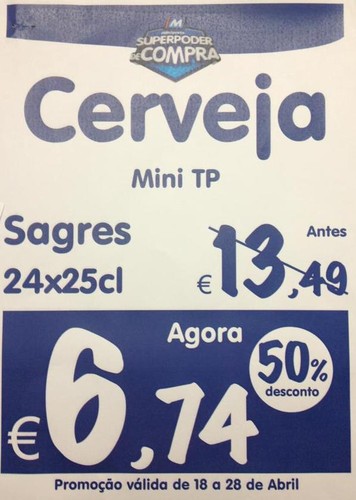 M
SUPERPODER
DE COMPRA
Cerveja
Mini TP
Sagres
24x25cl
Antes
€ 13,49
Agora
€ 6,74
50%
desconto
Promoção válida de 18 a 28 de Abril